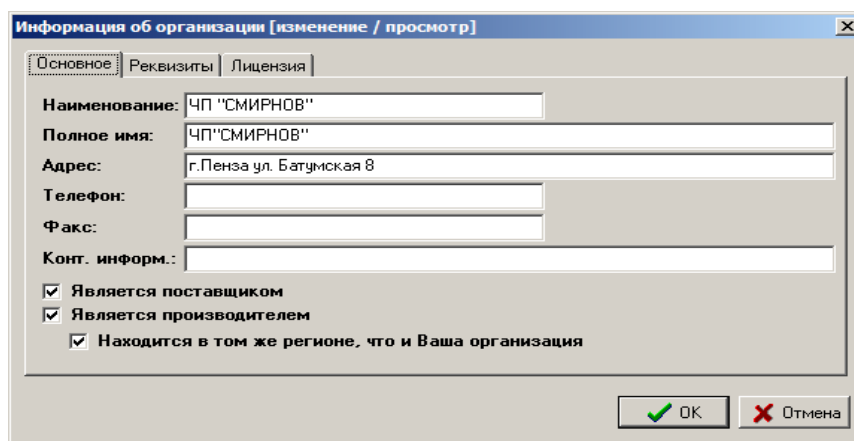 Информация об организации [изменение / просмотр]
Основное Реквизиты Лицензия
Наименование: ЧП "СМИРНОВ"
Полное имя: ЧП"СМИРНОВ"
Адрес: г.Пенза ул. Батумская 8
Телефон:
Факс:
Конт. информ.:
Является поставщиком
Является производителем
Находится в том же регионе, что и Ваша организация
OK Отмена